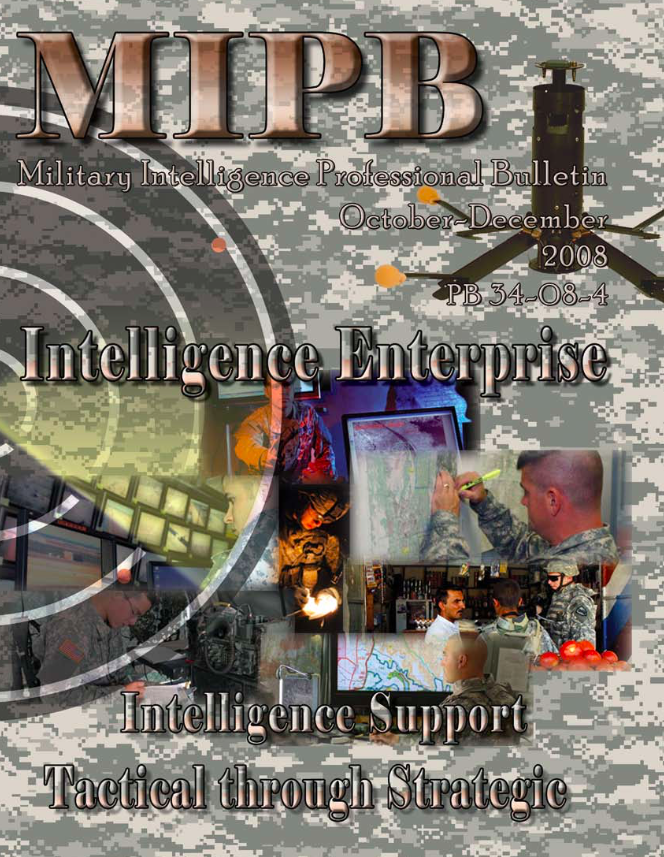 MIPB
Military Intelligence Professional Bulletin
October-December
2008
PB 34-08-4
Intelligence Enterprise
Intelligence Support
Tactical through Strategic